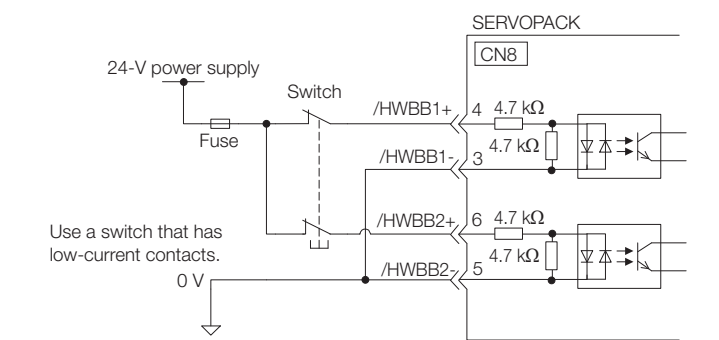 SERVOPACK
CN8
24-V power supply
Switch
Fuse
/HWBB1+ 4 4.7 kΩ
4.7 kΩ
/HWBB1- 3
/HWBB2+ 6 4.7 kΩ
4.7 kΩ
/HWBB2- 5
Use a switch that has
low-current contacts.
0 V